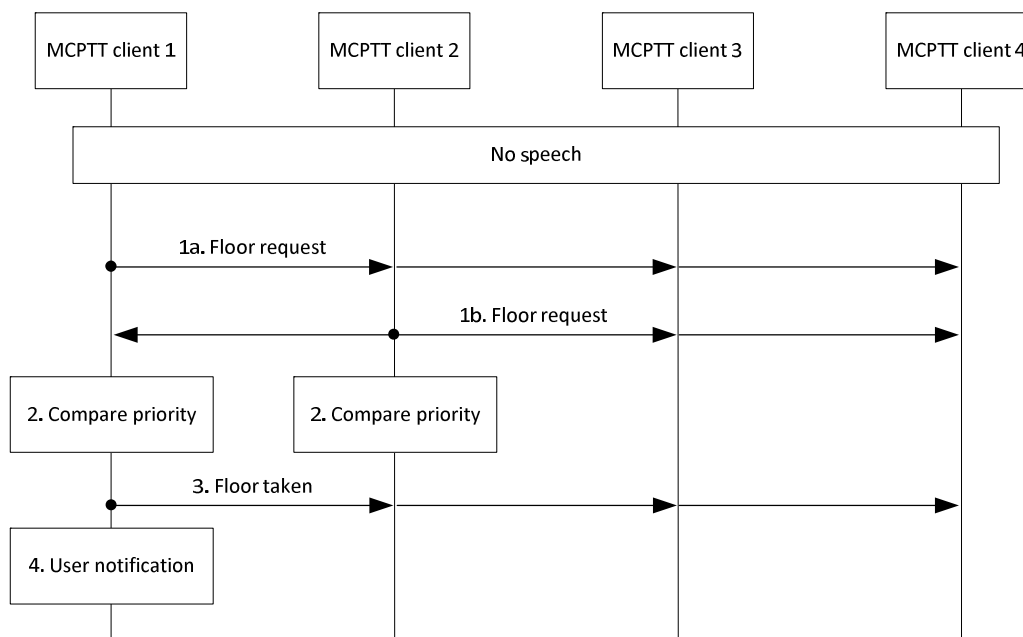 MCPTT client 1
MCPTT client 2
MCPTT client 3
MCPTT client 4
No speech
1a. Floor request
1b. Floor request
2. Compare priority
2. Compare priority
3. Floor taken
4. User notification